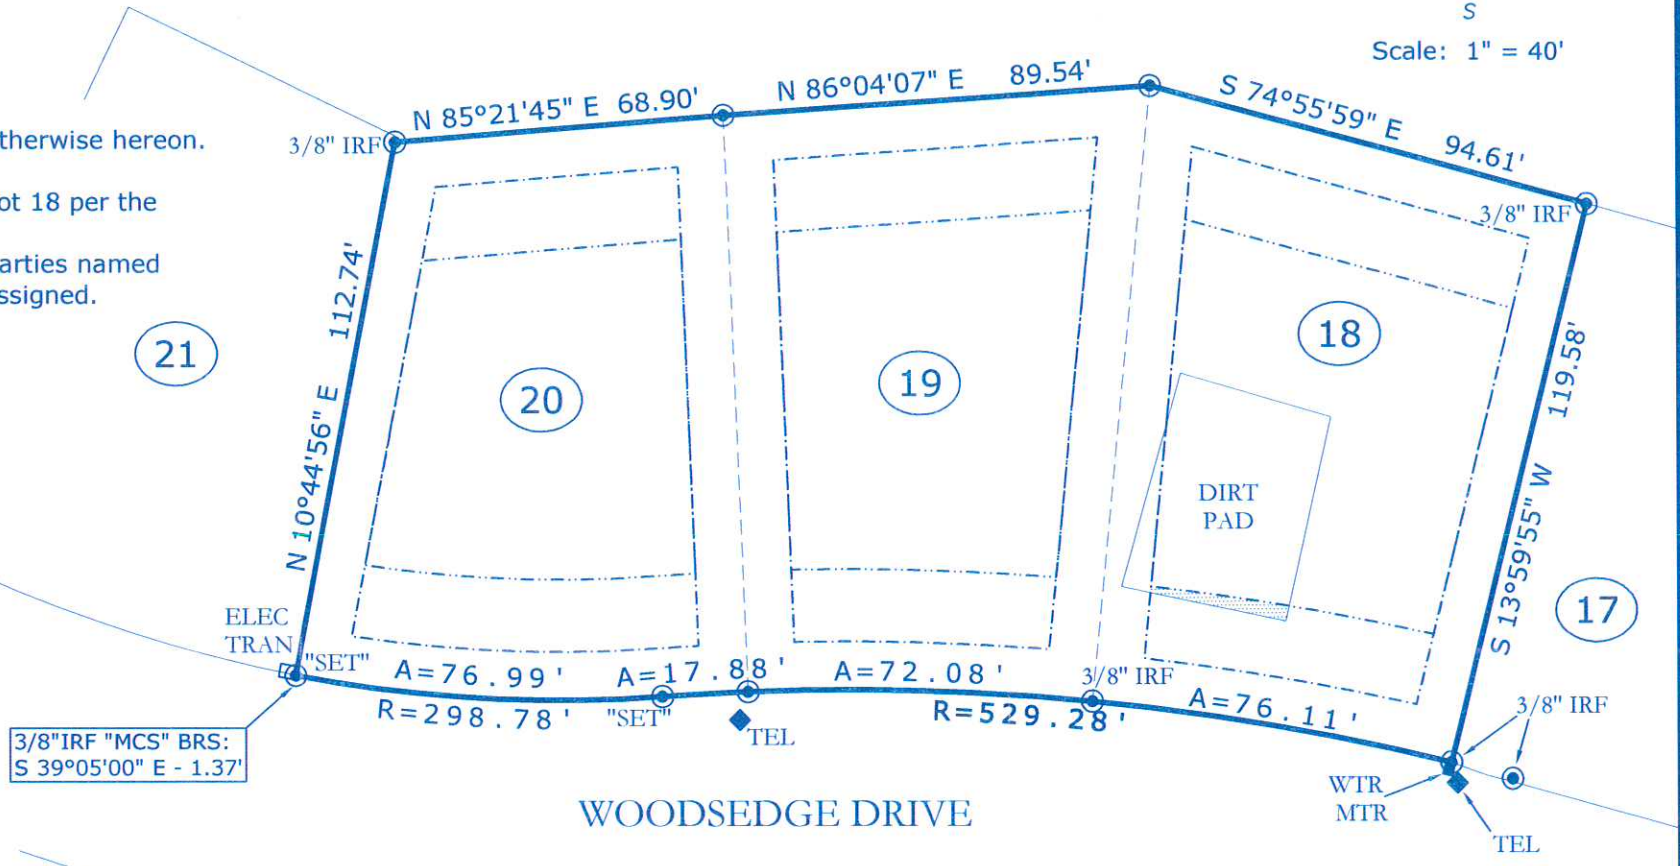 S
Scale: 1" = 40'
therwise hereon.
ot 18 per the
arties named
ssigned.
N 85°21'45" E 68.90'
N 86°04'07" E 89.54'
S 74°55'59" E 94.61'
3/8" IRF
3/8" IRF
N 10°44'56" E 112.74'
S 13°59'55" W 119.58'
21
20
19
18
17
DIRT
PAD
ELEC
TRAN
"SET"
A=76.99'
A=17.88'
A=72.08'
3/8" IRF
A=76.11'
R=298.78'
"SET"
R=529.28'
TEL
3/8" IRF
3/8"IRF "MCS" BRS:
S 39°05'00" E - 1.37'
WTR
MTR
TEL
WOODSEDGE DRIVE